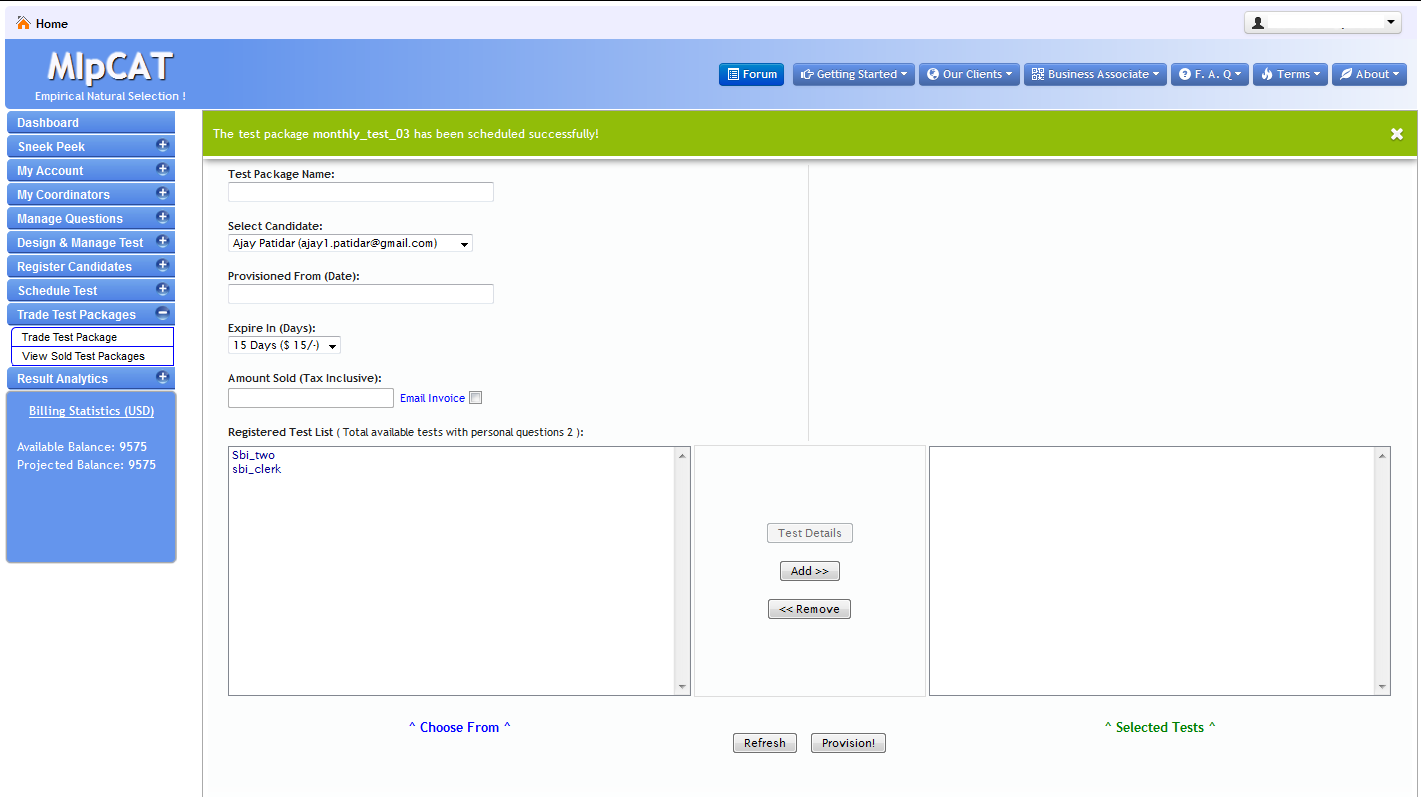 Home
MlpCAT
Empirical Natural Selection !
Forum
Getting Started
Our Clients
Business Associate
F. A. Q
Terms
About
Dashboard
Sneek Peek
My Account
My Coordinators
Manage Questions
Design & Manage Test
Register Candidates
Schedule Test
Trade Test Packages
Trade Test Package
View Sold Test Packages
Result Analytics
Billing Statistics (USD)
Available Balance: 9575
Projected Balance: 9575
The test package monthly_test_03 has been scheduled successfully!
Test Package Name:
Select Candidate:
Ajay Patidar (ajay1.patidar@gmail.com)
Provisioned From (Date):
Expire In (Days):
15 Days ($ 15/-)
Amount Sold (Tax Inclusive):
Email Invoice
Registered Test List ( Total available tests with personal questions 2 ):
Sbi_two
sbi_clerk
Test Details
Add >>
<< Remove
^ Choose From ^
^ Selected Tests ^
Refresh
Provision!